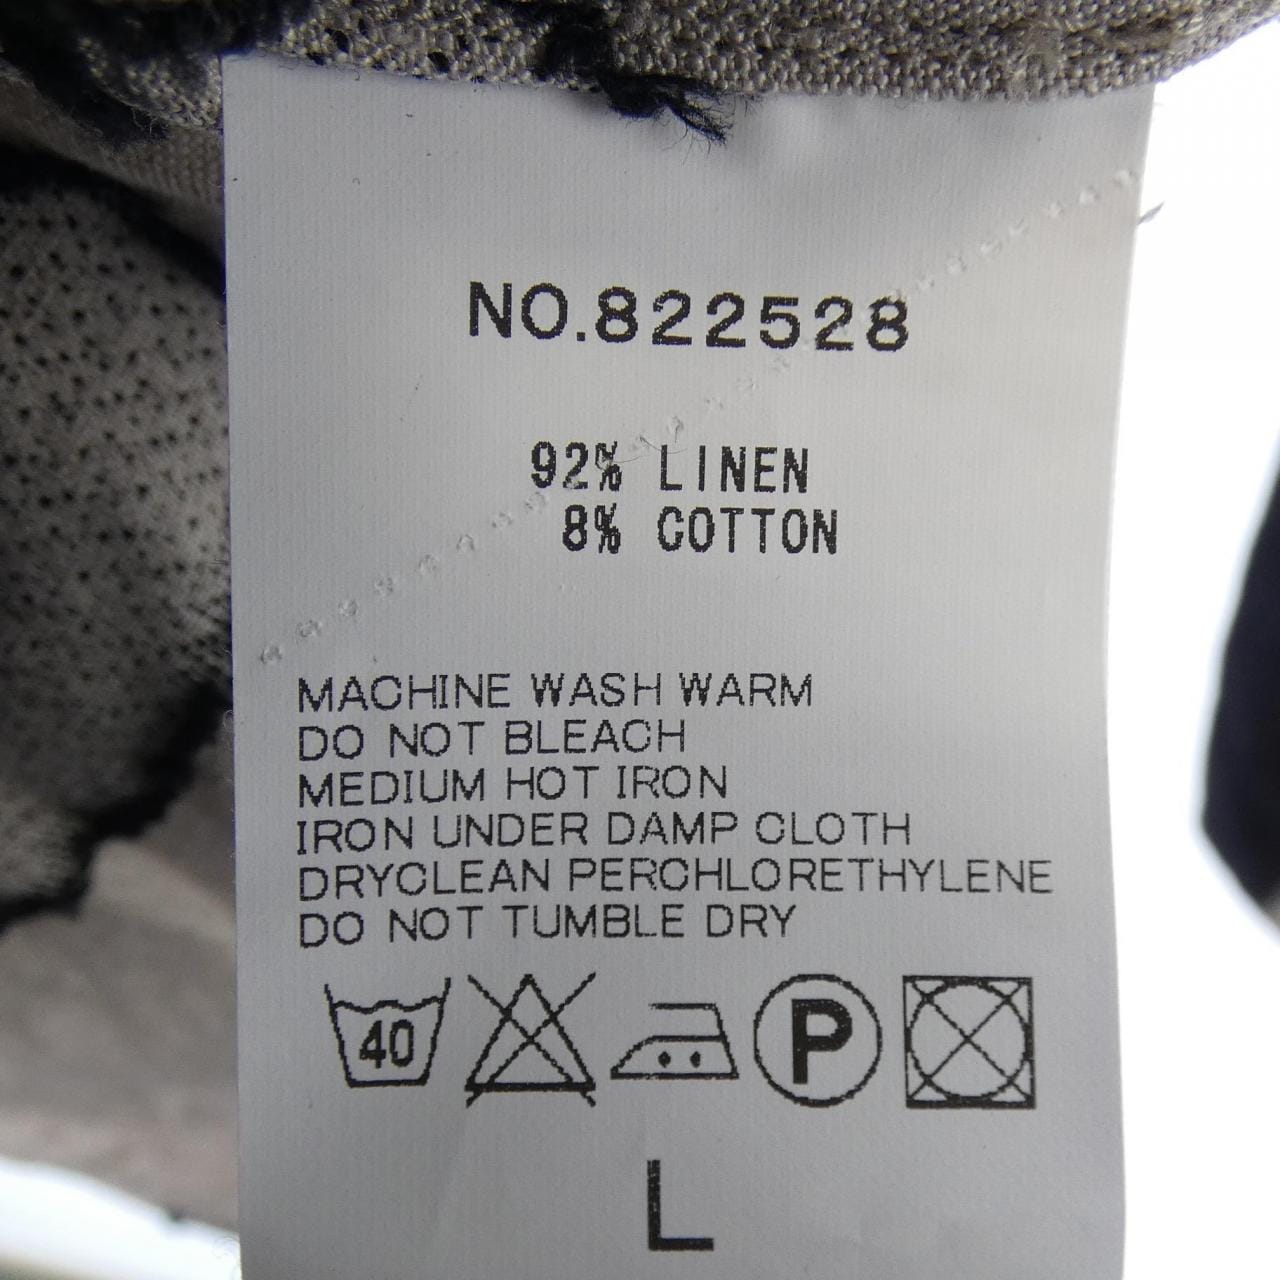 NO.822528
92% LINEN
8% COTTON
MACHINE WASH WARM
DO NOT BLEACH
MEDIUM HOT IRON
IRON UNDER DAMP CLOTH
DRYCLEAN PERCHLORETHYLENE
DO NOT TUMBLE DRY
40 P
L